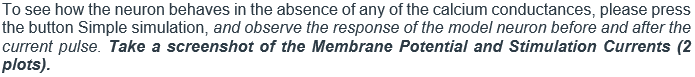 To see how the neuron behaves in the absence of any of the calcium conductances, please press
the button Simple simulation, and observe the response of the model neuron before and after the
current pulse. Take a screenshot of the Membrane Potential and Stimulation Currents (2
plots).